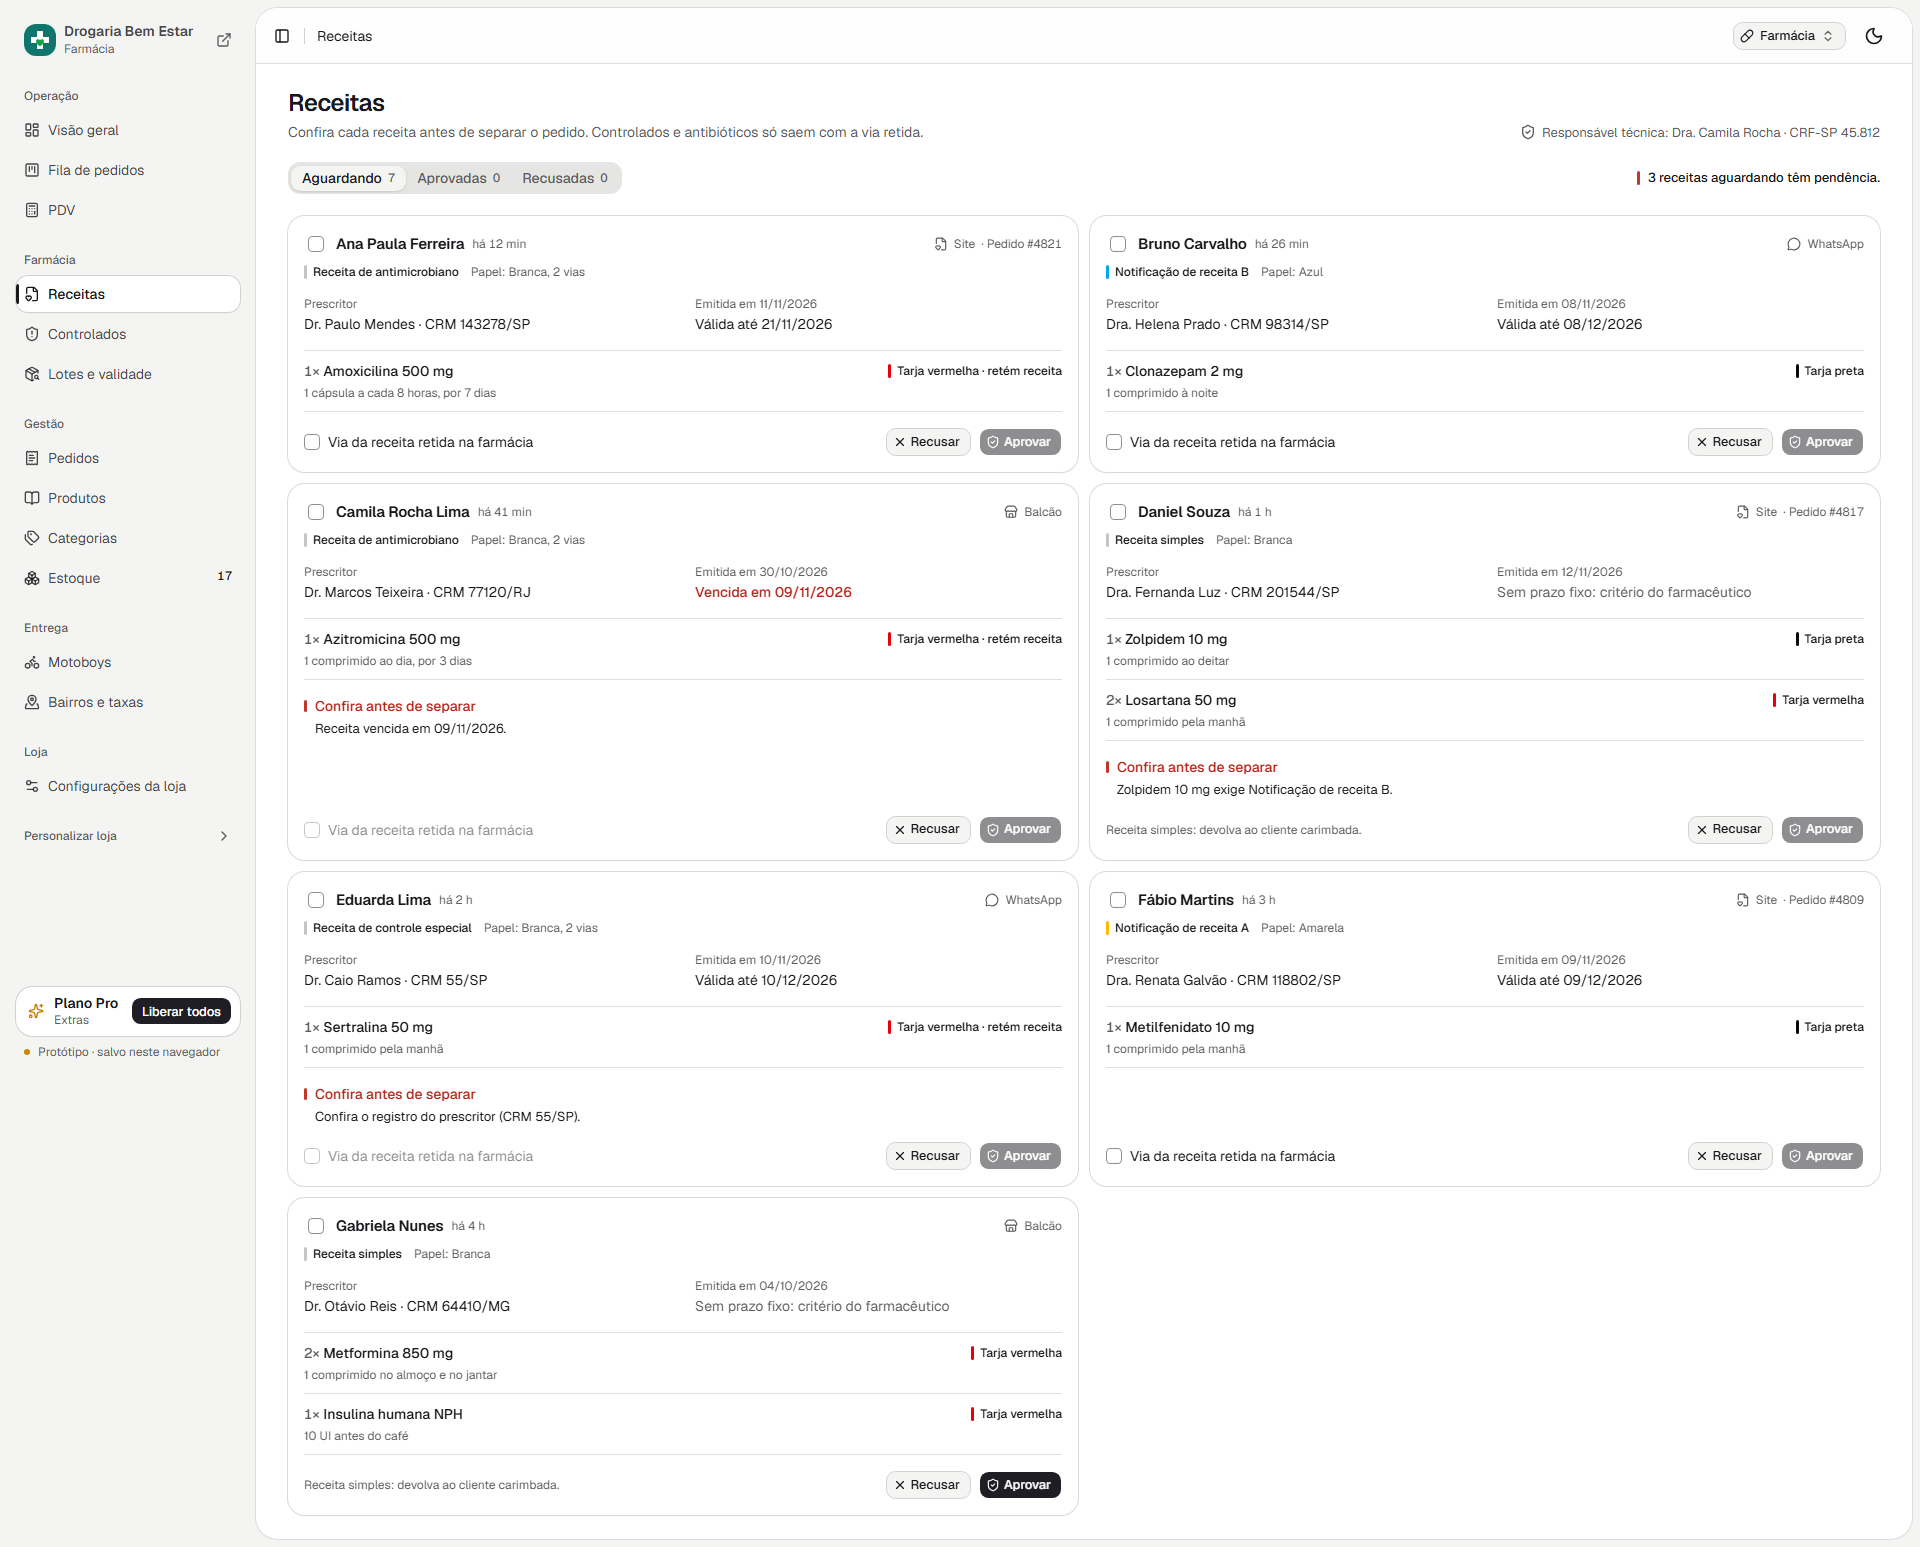 Drogaria Bem Estar
Farmácia
Operação
Visão geral
Fila de pedidos
PDV
Farmácia
Receitas
Controlados
Lotes e validade
Gestão
Pedidos
Produtos
Categorias
Estoque 17
Entrega
Motoboys
Bairros e taxas
Loja
Configurações da loja
Personalizar loja
Plano Pro
Extras
Liberar todos
Protótipo · salvo neste navegador
Receitas
Farmácia
Receitas
Confira cada receita antes de separar o pedido. Controlados e antibióticos só saem com a via retida.
Responsável técnica: Dra. Camila Rocha · CRF-SP 45.812
Aguardando 7 Aprovadas 0 Recusadas 0
3 receitas aguardando têm pendência.
Ana Paula Ferreira há 12 min Site · Pedido #4821
Receita de antimicrobiano Papel: Branca, 2 vias
Prescritor Emitida em 11/11/2026
Dr. Paulo Mendes · CRM 143278/SP Válida até 21/11/2026
1× Amoxicilina 500 mg Tarja vermelha · retém receita
1 cápsula a cada 8 horas, por 7 dias
Via da receita retida na farmácia Recusar Aprovar
Bruno Carvalho há 26 min WhatsApp
Notificação de receita B Papel: Azul
Prescritor Emitida em 08/11/2026
Dra. Helena Prado · CRM 98314/SP Válida até 08/12/2026
1× Clonazepam 2 mg Tarja preta
1 comprimido à noite
Via da receita retida na farmácia Recusar Aprovar
Camila Rocha Lima há 41 min Balcão
Receita de antimicrobiano Papel: Branca, 2 vias
Prescritor Emitida em 30/10/2026
Dr. Marcos Teixeira · CRM 77120/RJ Vencida em 09/11/2026
1× Azitromicina 500 mg Tarja vermelha · retém receita
1 comprimido ao dia, por 3 dias
Confira antes de separar
Receita vencida em 09/11/2026.
Via da receita retida na farmácia Recusar Aprovar
Daniel Souza há 1 h Site · Pedido #4817
Receita simples Papel: Branca
Prescritor Emitida em 12/11/2026
Dra. Fernanda Luz · CRM 201544/SP Sem prazo fixo: critério do farmacêutico
1× Zolpidem 10 mg Tarja preta
1 comprimido ao deitar
2× Losartana 50 mg Tarja vermelha
1 comprimido pela manhã
Confira antes de separar
Zolpidem 10 mg exige Notificação de receita B.
Receita simples: devolva ao cliente carimbada. Recusar Aprovar
Eduarda Lima há 2 h WhatsApp
Receita de controle especial Papel: Branca, 2 vias
Prescritor Emitida em 10/11/2026
Dr. Caio Ramos · CRM 55/SP Válida até 10/12/2026
1× Sertralina 50 mg Tarja vermelha · retém receita
1 comprimido pela manhã
Confira antes de separar
Confira o registro do prescritor (CRM 55/SP).
Via da receita retida na farmácia Recusar Aprovar
Fábio Martins há 3 h Site · Pedido #4809
Notificação de receita A Papel: Amarela
Prescritor Emitida em 09/11/2026
Dra. Renata Galvão · CRM 118802/SP Válida até 09/12/2026
1× Metilfenidato 10 mg Tarja preta
1 comprimido pela manhã
Via da receita retida na farmácia Recusar Aprovar
Gabriela Nunes há 4 h Balcão
Receita simples Papel: Branca
Prescritor Emitida em 04/10/2026
Dr. Otávio Reis · CRM 64410/MG Sem prazo fixo: critério do farmacêutico
2× Metformina 850 mg Tarja vermelha
1 comprimido no almoço e no jantar
1× Insulina humana NPH Tarja vermelha
10 UI antes do café
Receita simples: devolva ao cliente carimbada. Recusar Aprovar